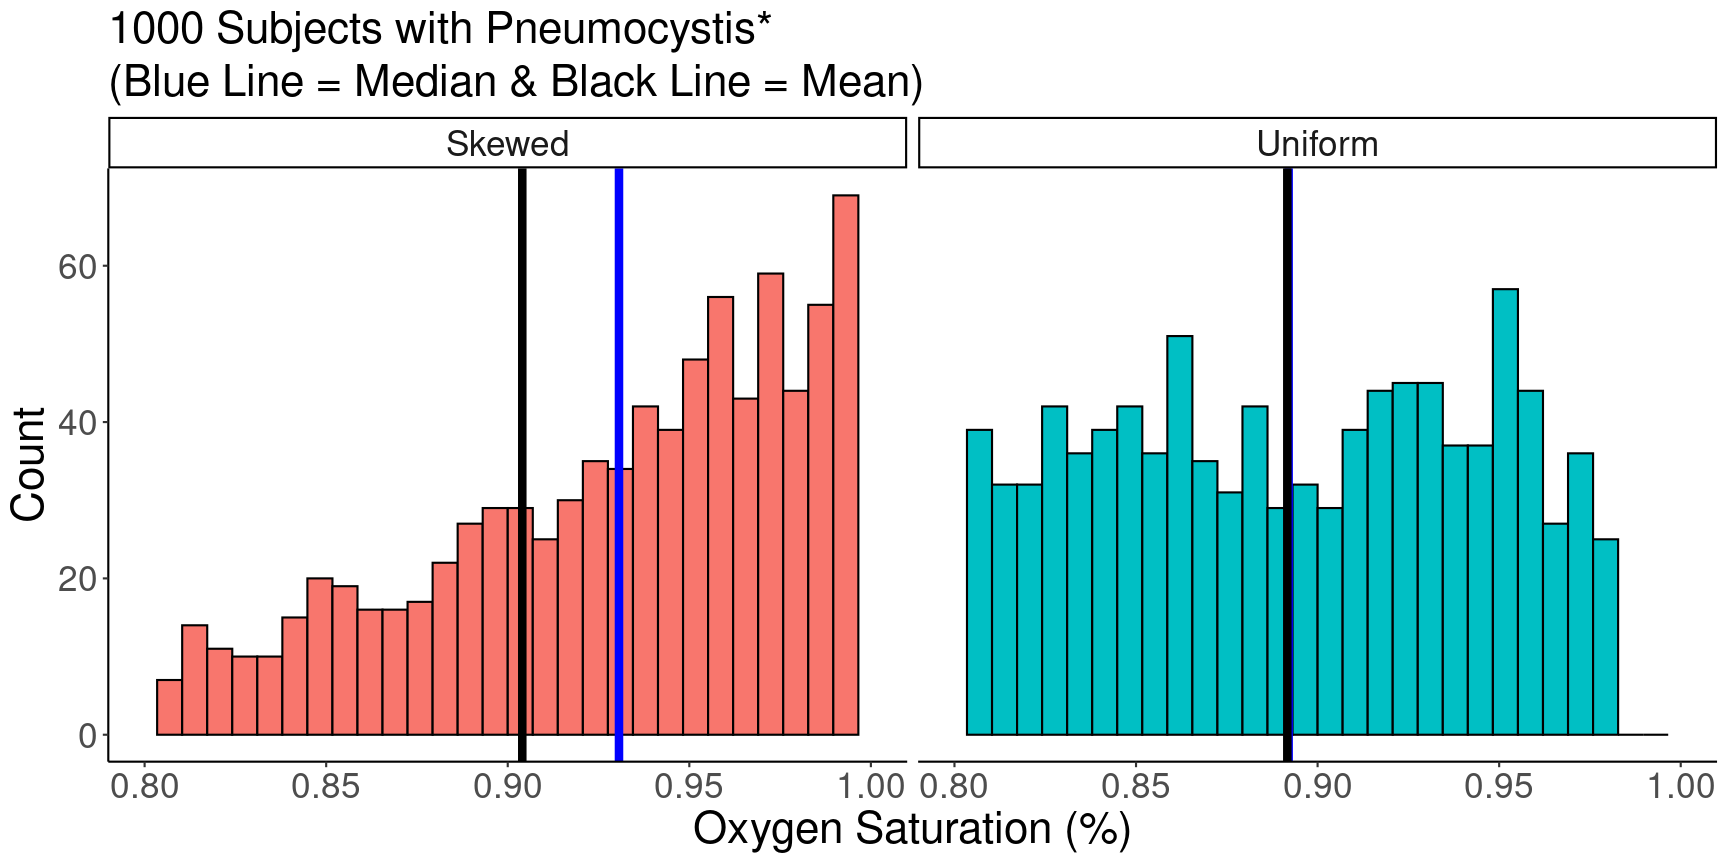 1000 Subjects with Pneumocystis*
(Blue Line = Median & Black Line = Mean)
Skewed
Uniform
Count
60
40
20
0
0.80 0.85 0.90 0.95 1.00
0.80 0.85 0.90 0.95 1.00
Oxygen Saturation (%)